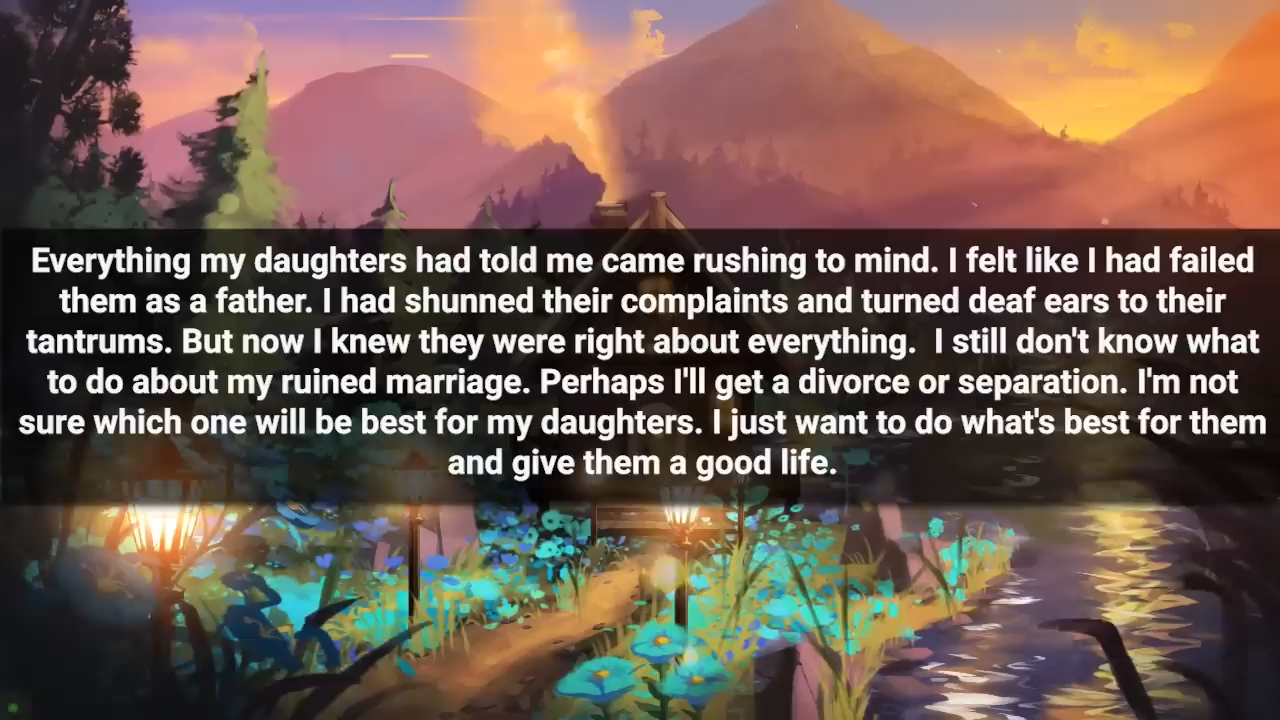 Everything my daughters had told me came rushing to mind. I felt like I had failed
them as a father. I had shunned their complaints and turned deaf ears to their
tantrums. But now I knew they were right about everything.  I still don't know what
to do about my ruined marriage. Perhaps I'll get a divorce or separation. I'm not
sure which one will be best for my daughters. I just want to do what's best for them
and give them a good life.